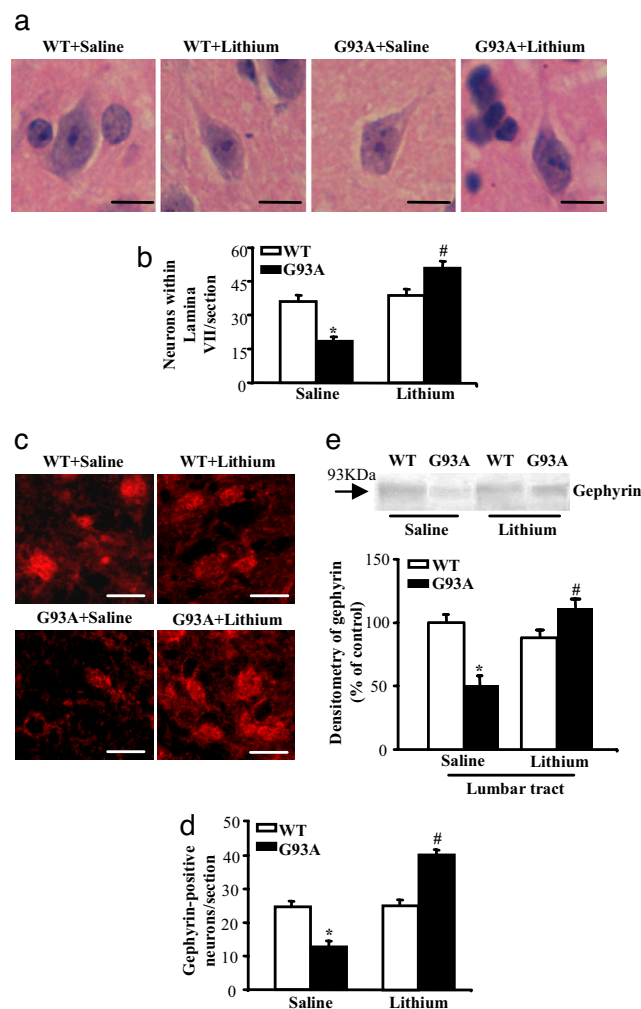 a
WT+Saline WT+Lithium G93A+Saline G93A+Lithium
b
Neurons within
Lamina
VII/section
60
45
30
15
0
WT
G93A
*
#
Saline Lithium
c
WT+Saline WT+Lithium
G93A+Saline G93A+Lithium
e
93KDa
WT G93A WT G93A
Gephyrin
Saline Lithium
Densitometry of gephyrin
(% of control)
150
100
50
0
WT
G93A
*
#
Saline Lithium
Lumbar tract
d
Gephyrin-positive
neurons/section
50
40
30
20
10
0
WT
G93A
*
#
Saline Lithium